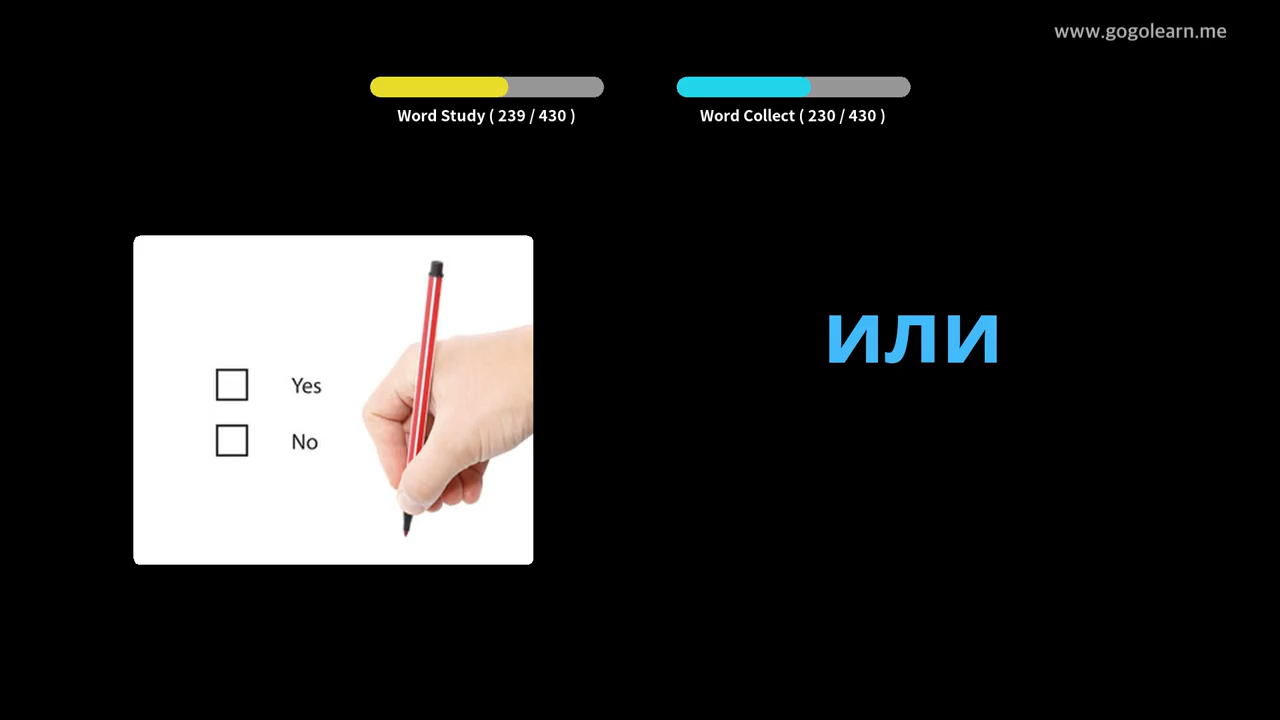 www.gogolearn.me
Word Study ( 239 / 430 )
Word Collect ( 230 / 430 )
или
Yes
No